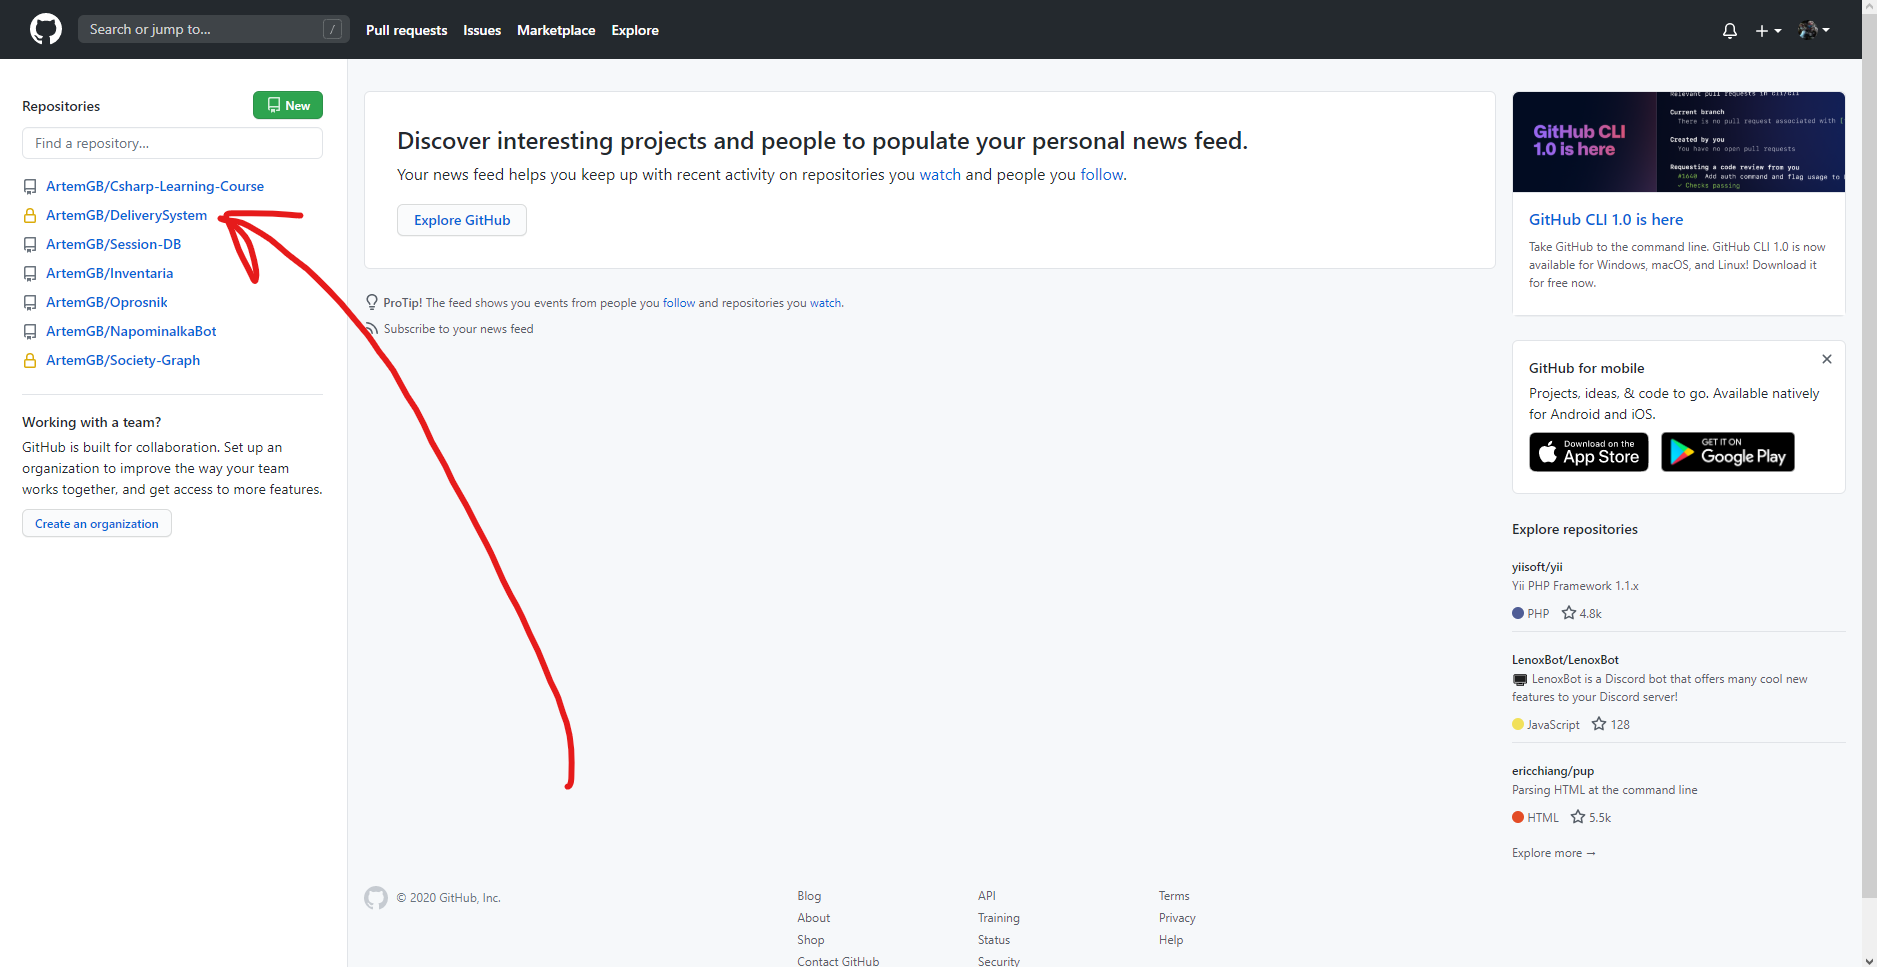 Search or jump to...
/
Pull requests
Issues
Marketplace
Explore
Repositories
New
Find a repository...
ArtemGB/Csharp-Learning-Course
ArtemGB/DeliverySystem
ArtemGB/Session-DB
ArtemGB/Inventaria
ArtemGB/Oprosnik
ArtemGB/NapominalkaBot
ArtemGB/Society-Graph
Working with a team?
GitHub is built for collaboration. Set up an
organization to improve the way your team
works together, and get access to more features.
Create an organization
Discover interesting projects and people to populate your personal news feed.
Your news feed helps you keep up with recent activity on repositories you watch and people you follow.
Explore GitHub
ProTip! The feed shows you events from people you follow and repositories you watch.
Subscribe to your news feed
GitHub CLI
1.0 is here
Relevant pull requests in cli/cli
Current branch
There is no pull request associated with [
Created by you
You have no open pull requests
Requesting a code review from you
#1640 Add auth command and flag usage to
✓ Checks passing
GitHub CLI 1.0 is here
Take GitHub to the command line. GitHub CLI 1.0 is now
available for Windows, macOS, and Linux! Download it
for free now.
GitHub for mobile
Projects, ideas, & code to go. Available natively
for Android and iOS.
Download on the
App Store
GET IT ON
Google Play
Explore repositories
yiisoft/yii
Yii PHP Framework 1.1.x
PHP 4.8k
LenoxBot/LenoxBot
LenoxBot is a Discord bot that offers many cool new
features to your Discord server!
JavaScript 128
ericchiang/pup
Parsing HTML at the command line
HTML 5.5k
Explore more →
© 2020 GitHub, Inc.
Blog
About
Shop
Contact GitHub
API
Training
Status
Security
Terms
Privacy
Help